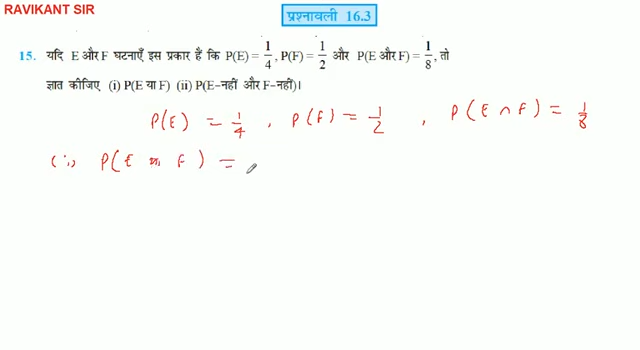 RAVIKANT SIR
प्रश्नावली 16.3
15. यदि E और F घटनाएँ इस प्रकार हैं कि P(E) = 1/4, P(F) = 1/2 और P(E और F) = 1/8, तो
ज्ञात कीजिए (i) P(E या F) (ii) P(E-नहीं और F-नहीं)।
P(E) = 1/4 , P(F) = 1/2 , P(E ∩ F) = 1/8
(i) P(E या F) =